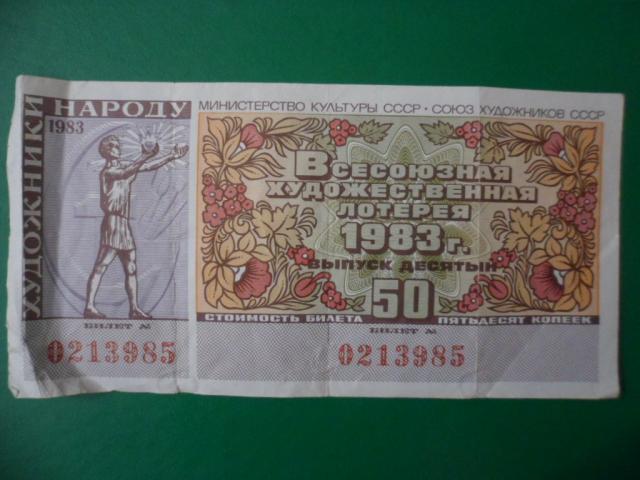 ХУДОЖНИКИ
НАРОДУ
1983
БИЛЕТ №
0213985
МИНИСТЕРСТВО КУЛЬТУРЫ СССР • СОЮЗ ХУДОЖНИКОВ СССР
ВСЕСОЮЗНАЯ
ХУДОЖЕСТВЕННАЯ
ЛОТЕРЕЯ
1983 г.
ВЫПУСК ДЕСЯТЫЙ
50
СТОИМОСТЬ БИЛЕТА ПЯТЬДЕСЯТ КОПЕЕК
БИЛЕТ №
0213985